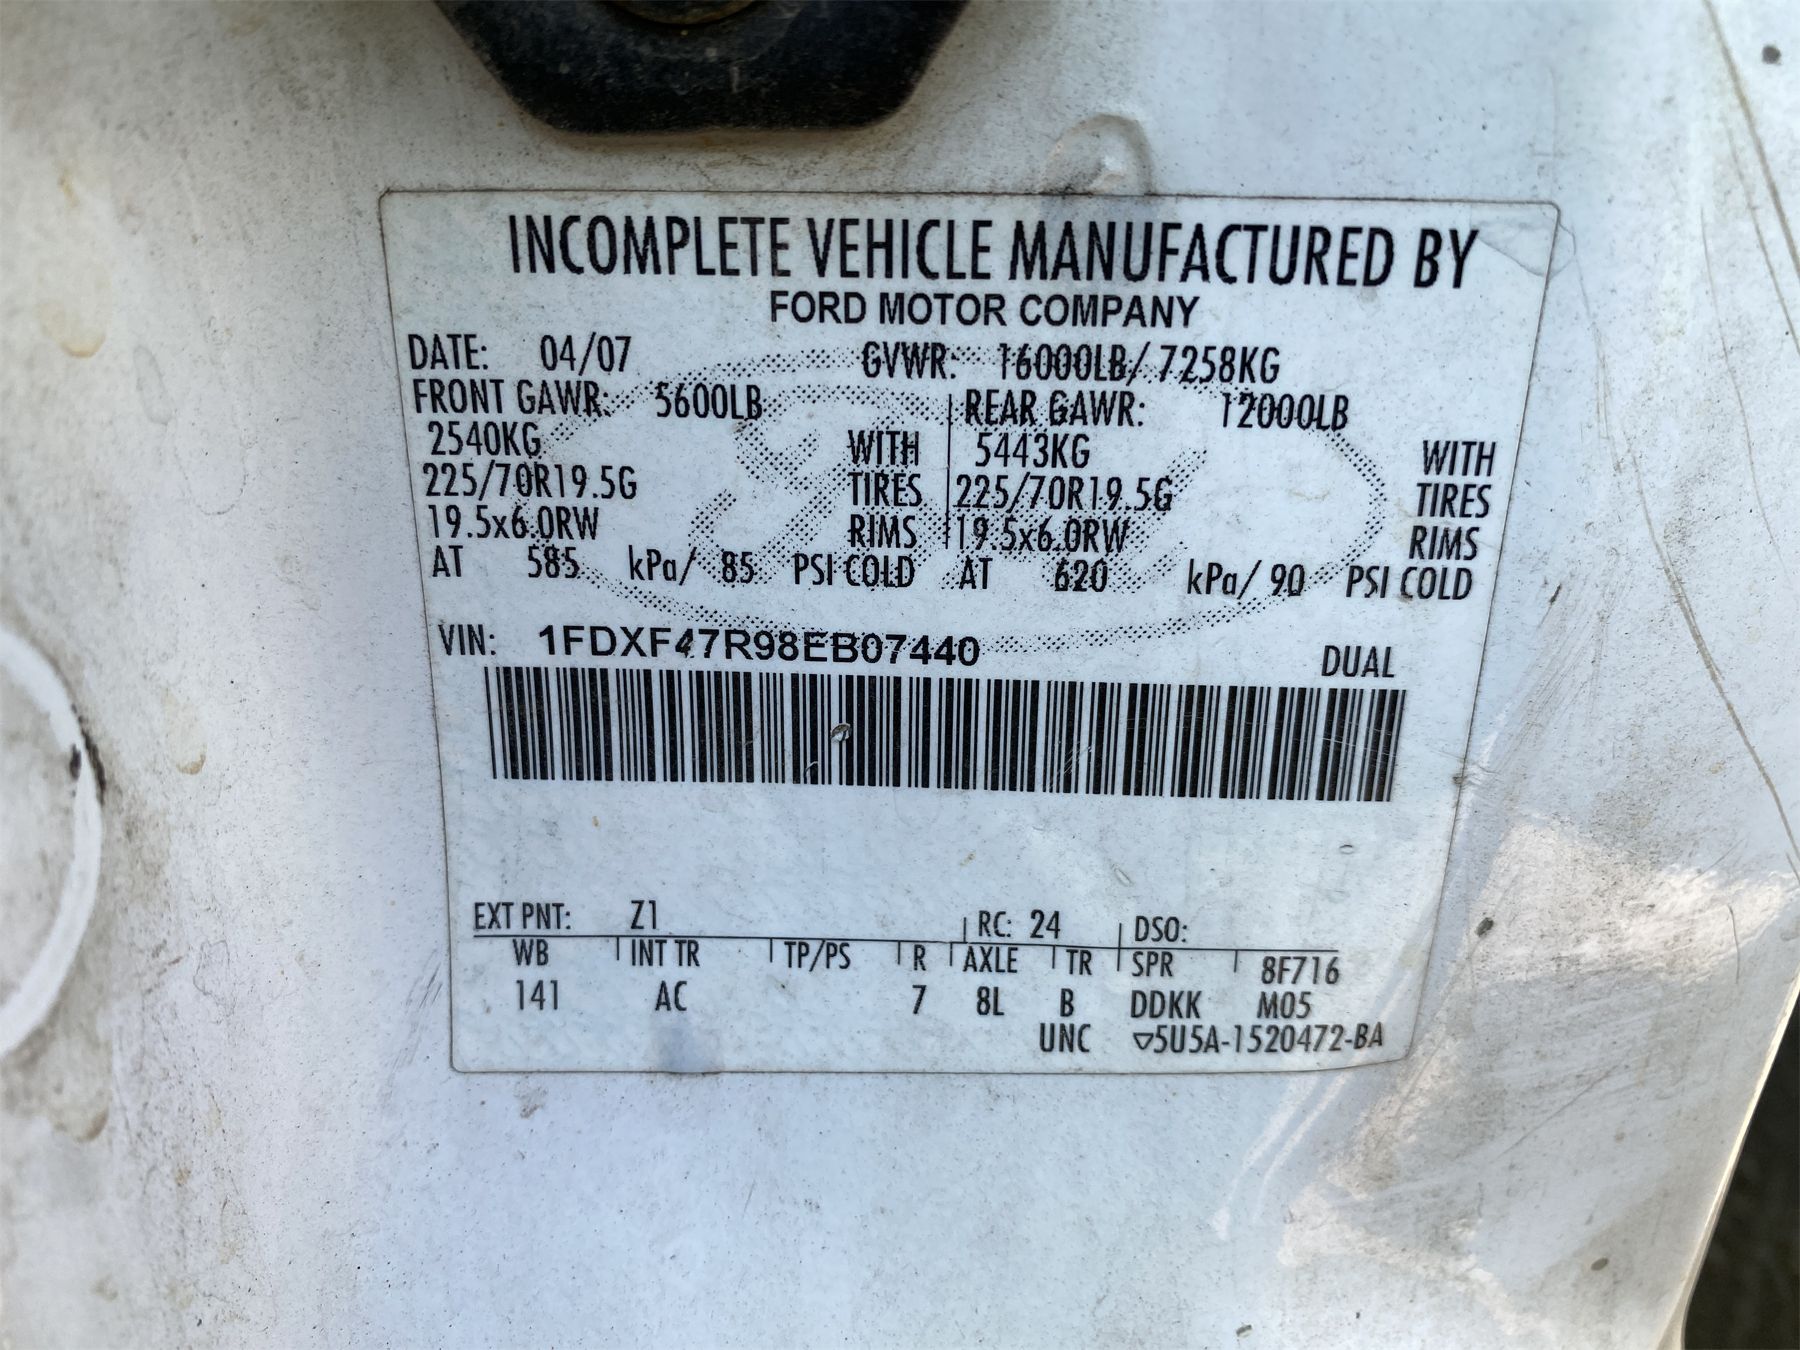 INCOMPLETE VEHICLE MANUFACTURED BY
FORD MOTOR COMPANY
DATE: 04/07 GVWR: 16000LB/ 7258KG
FRONT GAWR: 5600LB REAR GAWR: 12000LB
2540KG WITH 5443KG WITH
225/70R19.5G TIRES 225/70R19.5G TIRES
19.5x6.0RW RIMS 19.5x6.0RW RIMS
AT 585 kPa/ 85 PSI COLD AT 620 kPa/ 90 PSI COLD
VIN: 1FDXF47R98EB07440 DUAL
EXT PNT: Z1 RC: 24 DSO:
WB INT TR TP/PS R AXLE TR SPR 8F716
141 AC 7 8L B DDKK M05
UNC ▽5U5A-1520472-BA